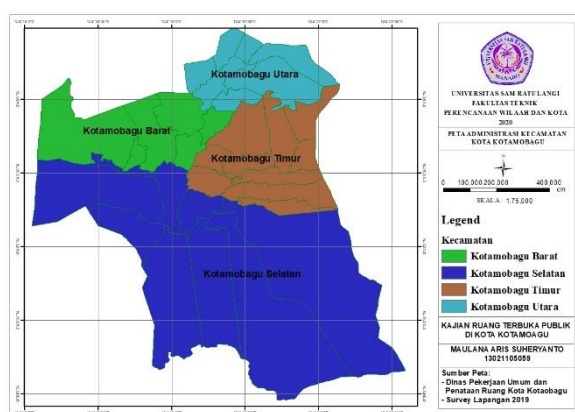 Kotamobagu Utara
Kotamobagu Barat
Kotamobagu Timur
Kotamobagu Selatan
UNIVERSITAS SAM RATULANGI
FAKULTAS TEKNIK
PERENCANAAN WILAAH DAN KOTA
2020
PETA ADMINISTRASI KECAMATAN
KOTA KOTAMOBAGU
0 100,000 200,000 400,000
cm
SKALA: 1:75,000
Legend
Kecamatan
Kotamobagu Barat
Kotamobagu Selatan
Kotamobagu Timur
Kotamobagu Utara
KAJIAN RUANG TERBUKA PUBLIK
DI KOTA KOTAMOAGU
MAULANA ARIS SUHERYANTO
13021105059
Sumber Peta:
- Dinas Pekerjaan Umum dan
Penataan Ruang Kota Kotaobagu
- Survey Lapangan 2019